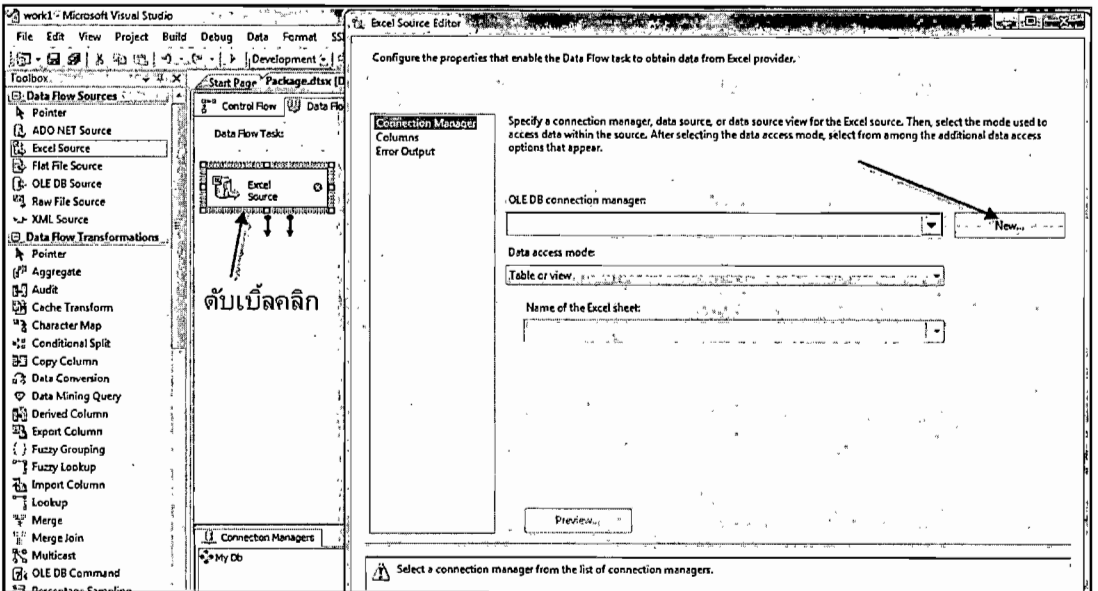 work1 - Microsoft Visual Studio
File Edit View Project Build Debug Data Format SS
Development
Toolbox
Data Flow Sources
Pointer
ADO NET Source
Excel Source
Flat File Source
OLE DB Source
Raw File Source
XML Source
Data Flow Transformations
Pointer
Aggregate
Audit
Cache Transform
Character Map
Conditional Split
Copy Column
Data Conversion
Data Mining Query
Derived Column
Export Column
Fuzzy Grouping
Fuzzy Lookup
Import Column
Lookup
Merge
Merge Join
Multicast
OLE DB Command
Percentage Sampling
Start Page Package.dtsx [D
Control Flow Data Flo
Data Flow Task:
Excel
Source
ดับเบิ้ลคลิก
Connection Managers
My Db
Excel Source Editor
Configure the properties that enable the Data Flow task to obtain data from Excel provider.
Connection Manager
Columns
Error Output
Specify a connection manager, data source, or data source view for the Excel source. Then, select the mode used to
access data within the source. After selecting the data access mode, select from among the additional data access
options that appear.
OLE DB connection manager:
New...
Data access mode:
Table or view
Name of the Excel sheet:
Preview...
Select a connection manager from the list of connection managers.